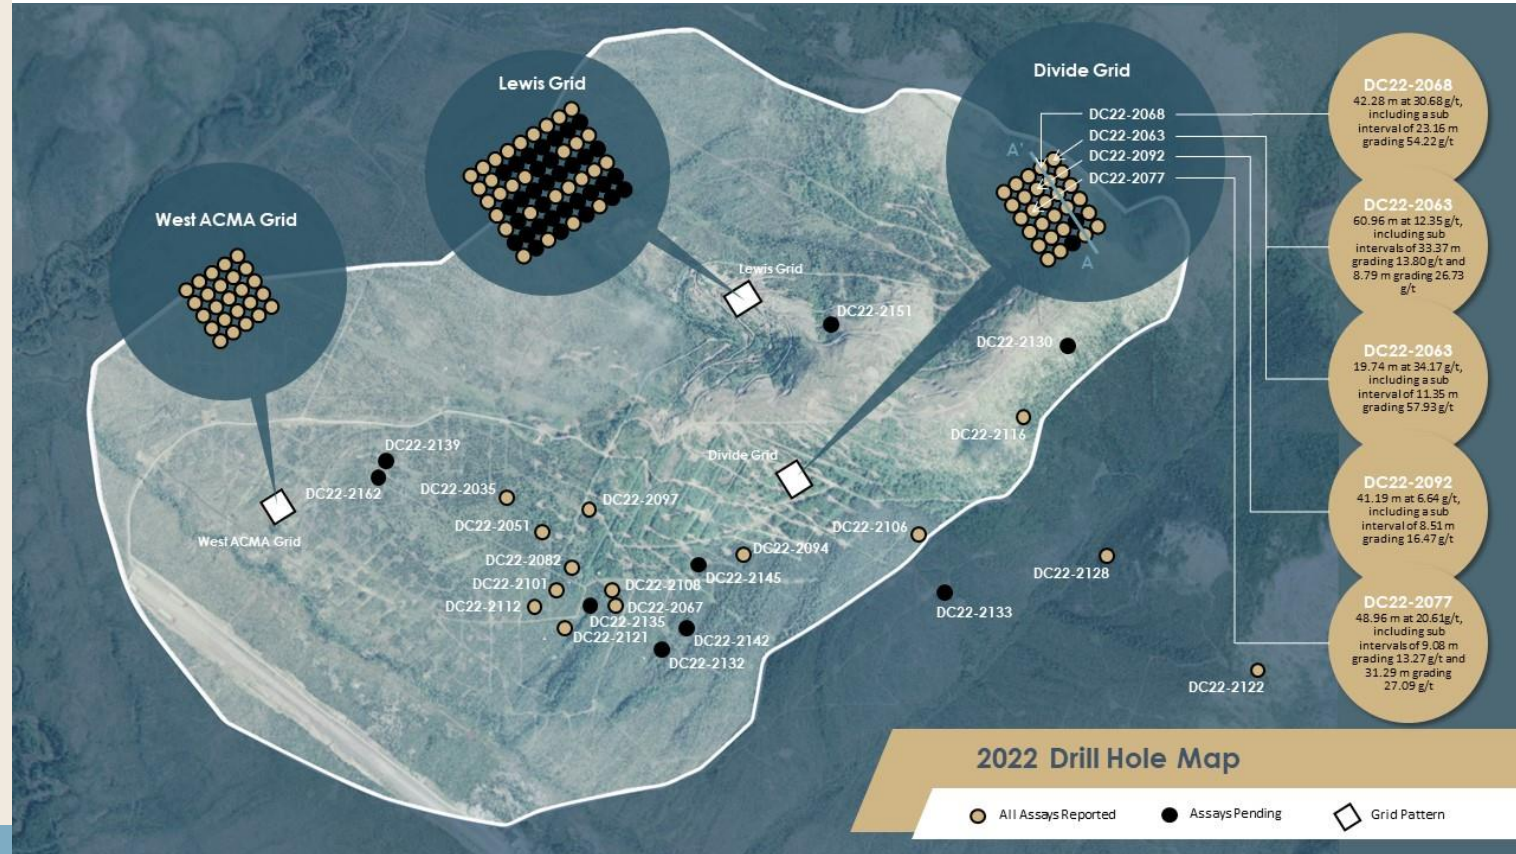 Lewis Grid
Divide Grid
West ACMA Grid
DC22-2068
DC22-2063
DC22-2092
DC22-2077
A'
A
Lewis Grid
DC22-2151
DC22-2130
DC22-2116
DC22-2139
DC22-2162
West ACMA Grid
Divide Grid
DC22-2035
DC22-2097
DC22-2051
DC22-2106
DC22-2082
DC22-2094
DC22-2145
DC22-2128
DC22-2101
DC22-2108
DC22-2112
DC22-2067
DC22-2133
DC22-2135
DC22-2121
DC22-2142
DC22-2132
DC22-2122
DC22-2068
42.28 m at 30.68 g/t,
including a sub
interval of 23.16 m
grading 54.22 g/t
DC22-2063
60.96 m at 12.35 g/t,
including sub
intervals of 33.37 m
grading 13.80 g/t and
8.79 m grading 26.73
g/t
DC22-2063
19.74 m at 34.17 g/t,
including a sub
interval of 11.35 m
grading 57.93 g/t
DC22-2092
41.19 m at 6.64 g/t,
including a sub
interval of 8.51 m
grading 16.47 g/t
DC22-2077
48.96 m at 20.61g/t,
including sub
intervals of 9.08 m
grading 13.27 g/t and
31.29 m grading
27.09 g/t
2022 Drill Hole Map
All Assays Reported
Assays Pending
Grid Pattern